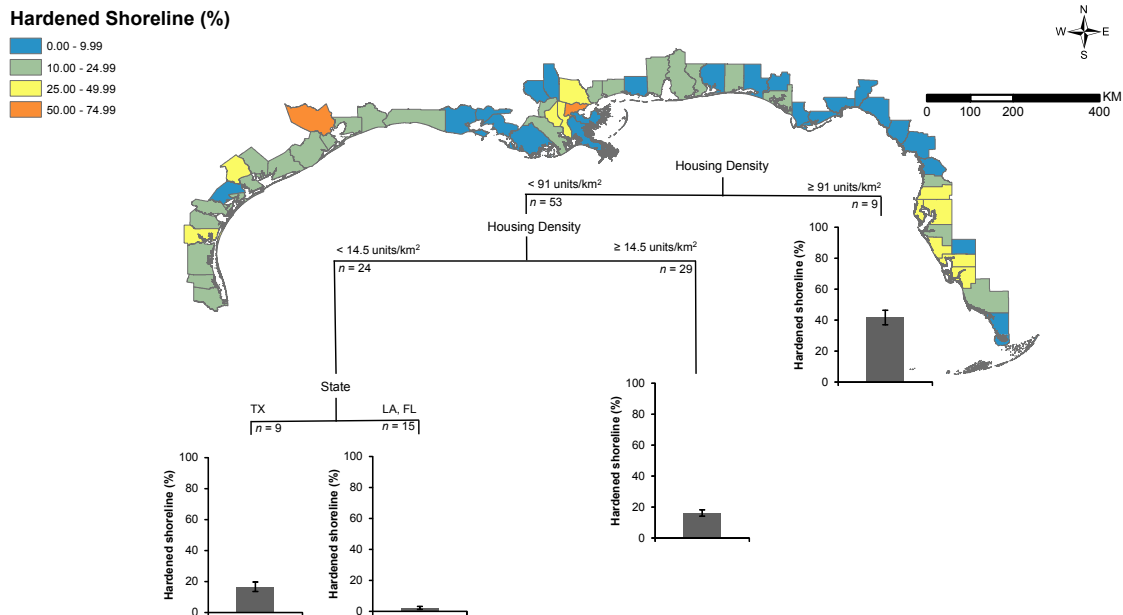 Hardened Shoreline (%)
0.00 - 9.99
10.00 - 24.99
25.00 - 49.99
50.00 - 74.99
N
W E
S
KM
0 100 200 400
Housing Density
< 91 units/km²
n = 53
≥ 91 units/km²
n = 9
Housing Density
< 14.5 units/km²
n = 24
≥ 14.5 units/km²
n = 29
State
TX
n = 9
LA, FL
n = 15
Hardened shoreline (%)
100
80
60
40
20
0
Hardened shoreline (%)
100
80
60
40
20
0
Hardened shoreline (%)
100
80
60
40
20
0
Hardened shoreline (%)
100
80
60
40
20
0